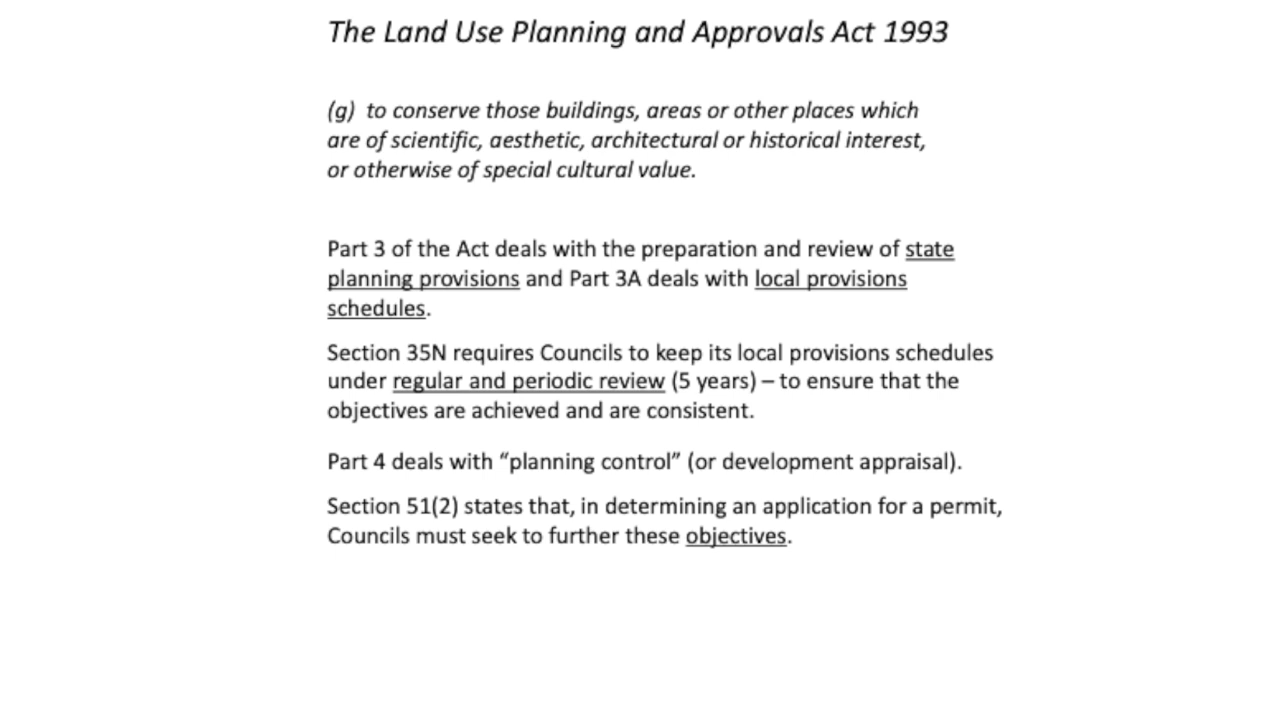 The Land Use Planning and Approvals Act 1993
(g)  to conserve those buildings, areas or other places which
are of scientific, aesthetic, architectural or historical interest,
or otherwise of special cultural value.
Part 3 of the Act deals with the preparation and review of state
planning provisions and Part 3A deals with local provisions
schedules.
Section 35N requires Councils to keep its local provisions schedules
under regular and periodic review (5 years) – to ensure that the
objectives are achieved and are consistent.
Part 4 deals with “planning control” (or development appraisal).
Section 51(2) states that, in determining an application for a permit,
Councils must seek to further these objectives.